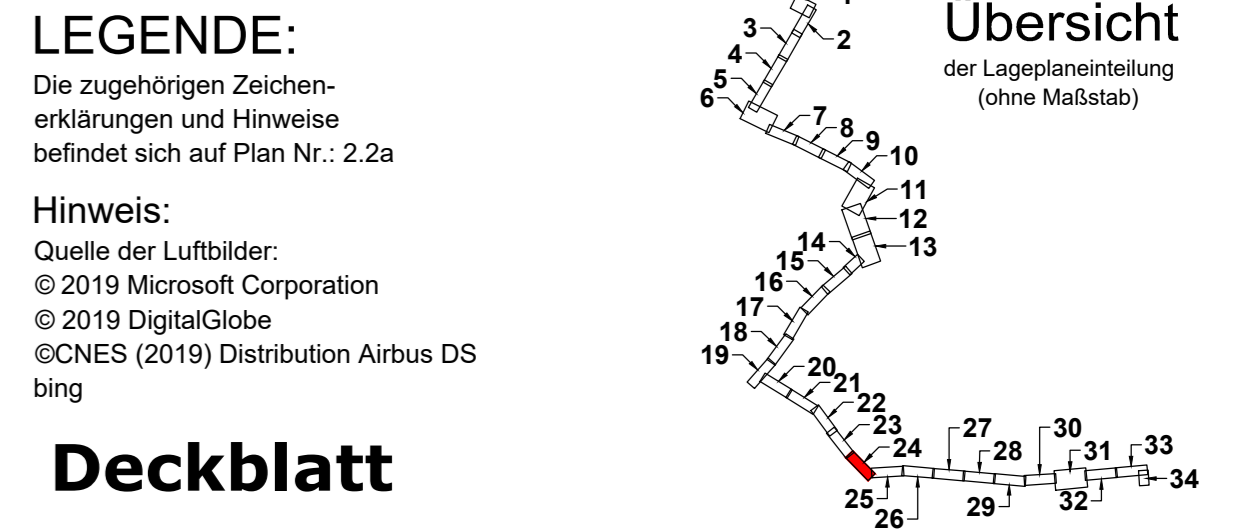 LEGENDE:
Die zugehörigen Zeichen-
erklärungen und Hinweise
befindet sich auf Plan Nr.: 2.2a
Hinweis:
Quelle der Luftbilder:
© 2019 Microsoft Corporation
© 2019 DigitalGlobe
©CNES (2019) Distribution Airbus DS
bing
Deckblatt
Übersicht
der Lageplaneinteilung
(ohne Maßstab)
2
3
4
5
6
7
8
9
10
11
12
13
14
15
16
17
18
19
20
21
22
23
24
25
26
27
28
29
30
31
32
33
34